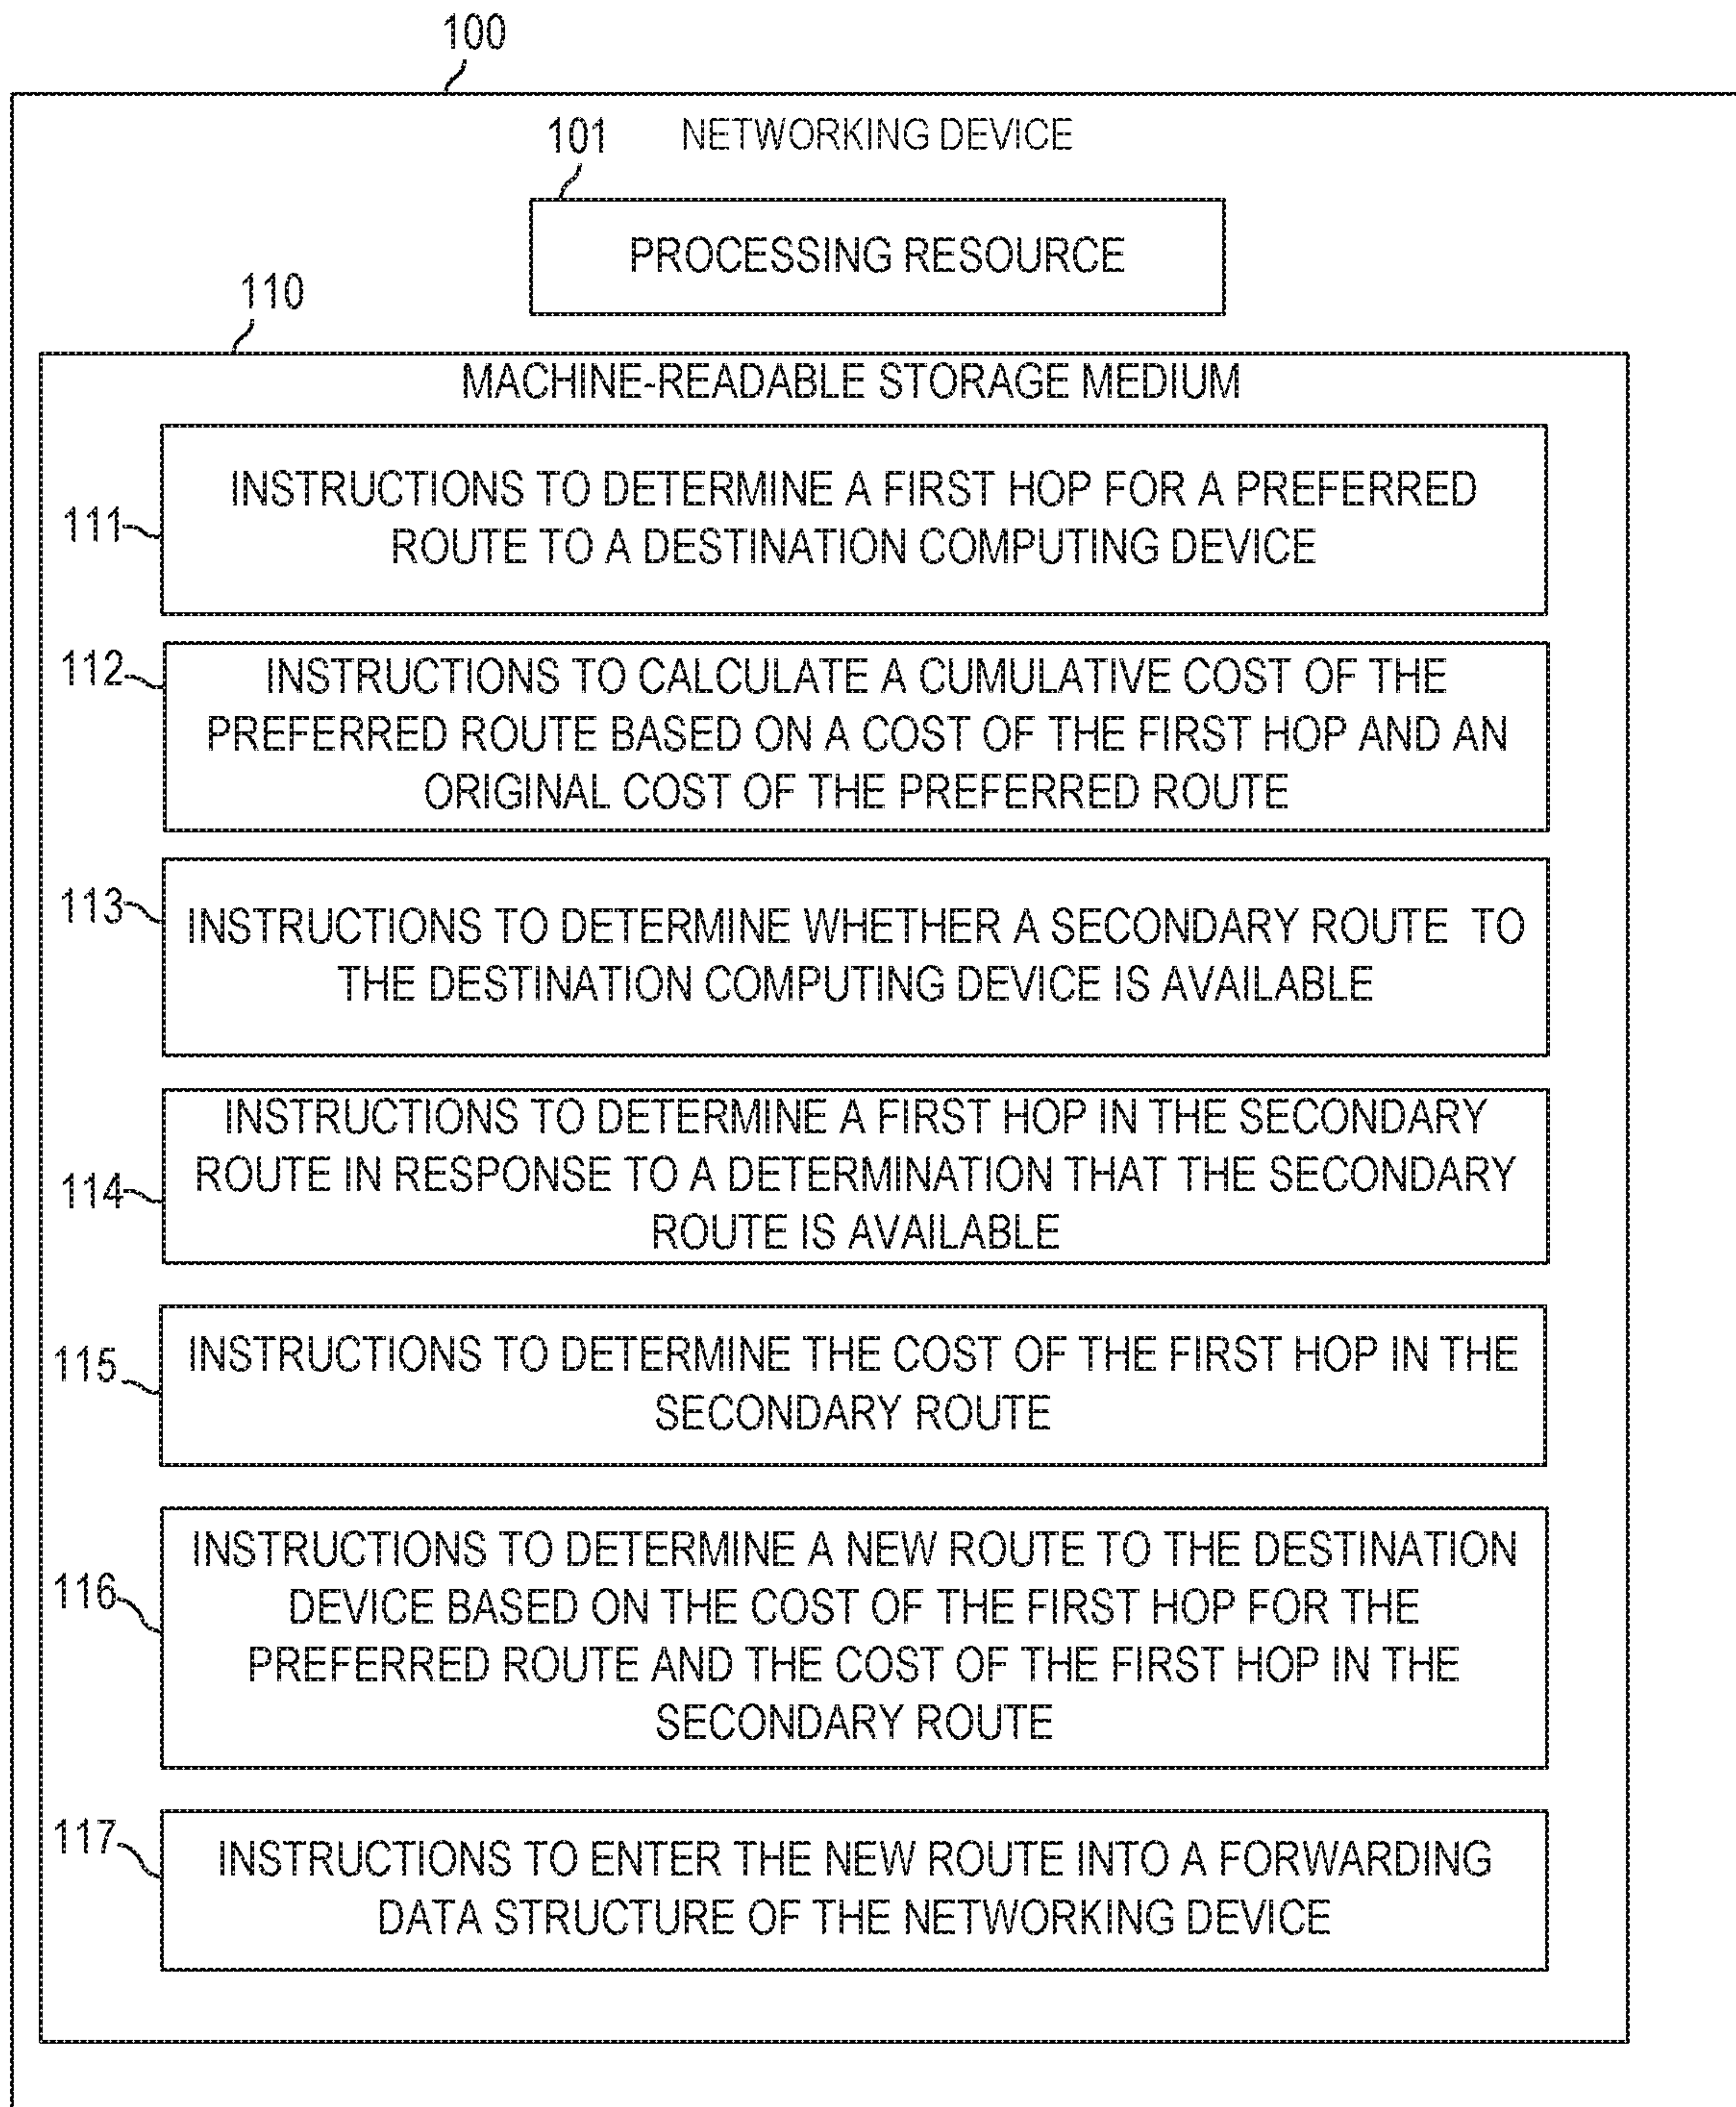 100
101 NETWORKING DEVICE
PROCESSING RESOURCE
110
MACHINE-READABLE STORAGE MEDIUM
111
INSTRUCTIONS TO DETERMINE A FIRST HOP FOR A PREFERRED
ROUTE TO A DESTINATION COMPUTING DEVICE
112
INSTRUCTIONS TO CALCULATE A CUMULATIVE COST OF THE
PREFERRED ROUTE BASED ON A COST OF THE FIRST HOP AND AN
ORIGINAL COST OF THE PREFERRED ROUTE
113
INSTRUCTIONS TO DETERMINE WHETHER A SECONDARY ROUTE TO
THE DESTINATION COMPUTING DEVICE IS AVAILABLE
114
INSTRUCTIONS TO DETERMINE A FIRST HOP IN THE SECONDARY
ROUTE IN RESPONSE TO A DETERMINATION THAT THE SECONDARY
ROUTE IS AVAILABLE
115
INSTRUCTIONS TO DETERMINE THE COST OF THE FIRST HOP IN THE
SECONDARY ROUTE
116
INSTRUCTIONS TO DETERMINE A NEW ROUTE TO THE DESTINATION
DEVICE BASED ON THE COST OF THE FIRST HOP FOR THE
PREFERRED ROUTE AND THE COST OF THE FIRST HOP IN THE
SECONDARY ROUTE
117
INSTRUCTIONS TO ENTER THE NEW ROUTE INTO A FORWARDING
DATA STRUCTURE OF THE NETWORKING DEVICE